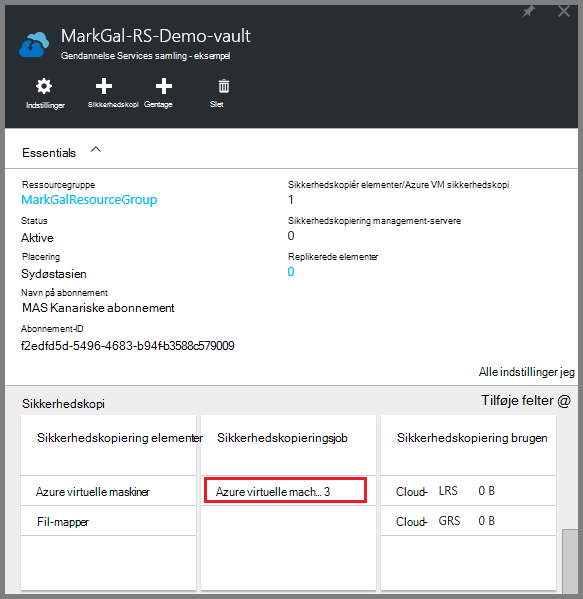 MarkGal-RS-Demo-vault
Gendannelse Services samling - eksempel
Indstillinger
Sikkerhedskopi
Gentage
Slet
Essentials
Ressourcegruppe
MarkGalResourceGroup
Status
Aktive
Placering
Sydøstasien
Navn på abonnement
MAS Kanariske abonnement
Abonnement-ID
f2edfd5d-5496-4683-b94fb3588c579009
Sikkerhedskopiér elementer/Azure VM sikkerhedskopi
1
Sikkerhedskopiering management-servere
0
Replikerede elementer
0
Alle indstillinger jeg
Sikkerhedskopi
Tilføje felter @
Sikkerhedskopiering elementer
Azure virtuelle maskiner
Fil-mapper
Sikkerhedskopieringsjob
Azure virtuelle mach... 3
Sikkerhedskopiering brugen
Cloud- LRS 0 B
Cloud- GRS 0 B